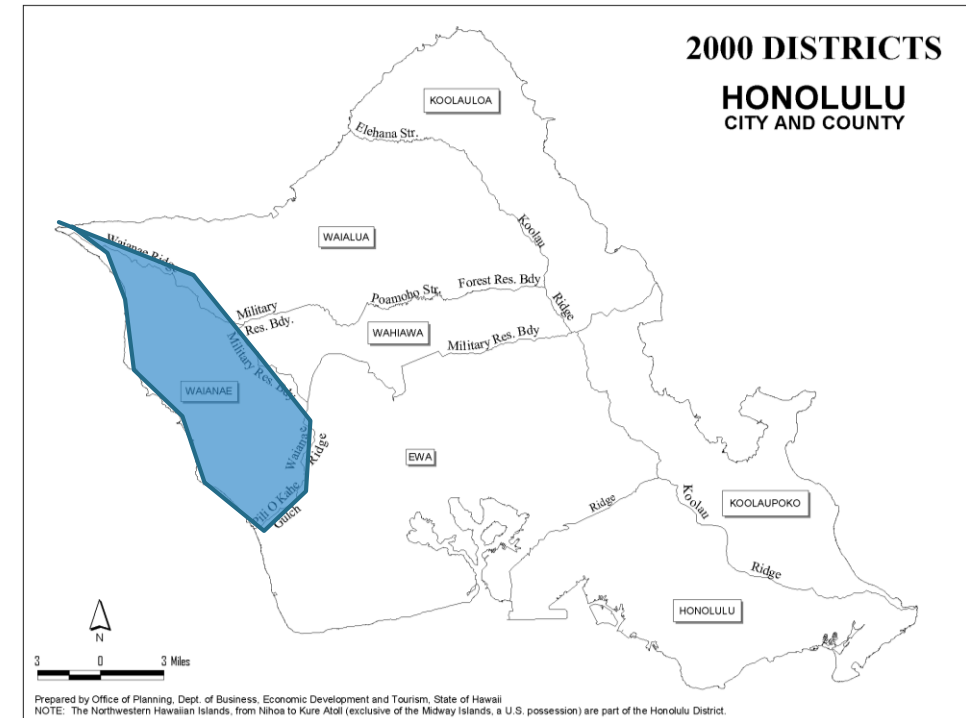 2000 DISTRICTS
HONOLULU
CITY AND COUNTY
KOOLAULOA
Elehana Str.
Koolau
WAIALUA
Waianae Ridge
Forest Res. Bdy
Poamoho Str.
Ridge
Military
Res. Bdy.
WAHIAWA
Military Res. Bdy
Military Res. Bdy
WAIANAE
Waianae
Ridge
EWA
Pili O Kahe
Gulch
Ridge
Koolau
KOOLAUPOKO
Ridge
HONOLULU
N
3 0 3 Miles
Prepared by Office of Planning, Dept. of Business, Economic Development and Tourism, State of Hawaii
NOTE: The Northwestern Hawaiian Islands, from Nihoa to Kure Atoll (exclusive of the Midway Islands, a U.S. possession) are part of the Honolulu District.